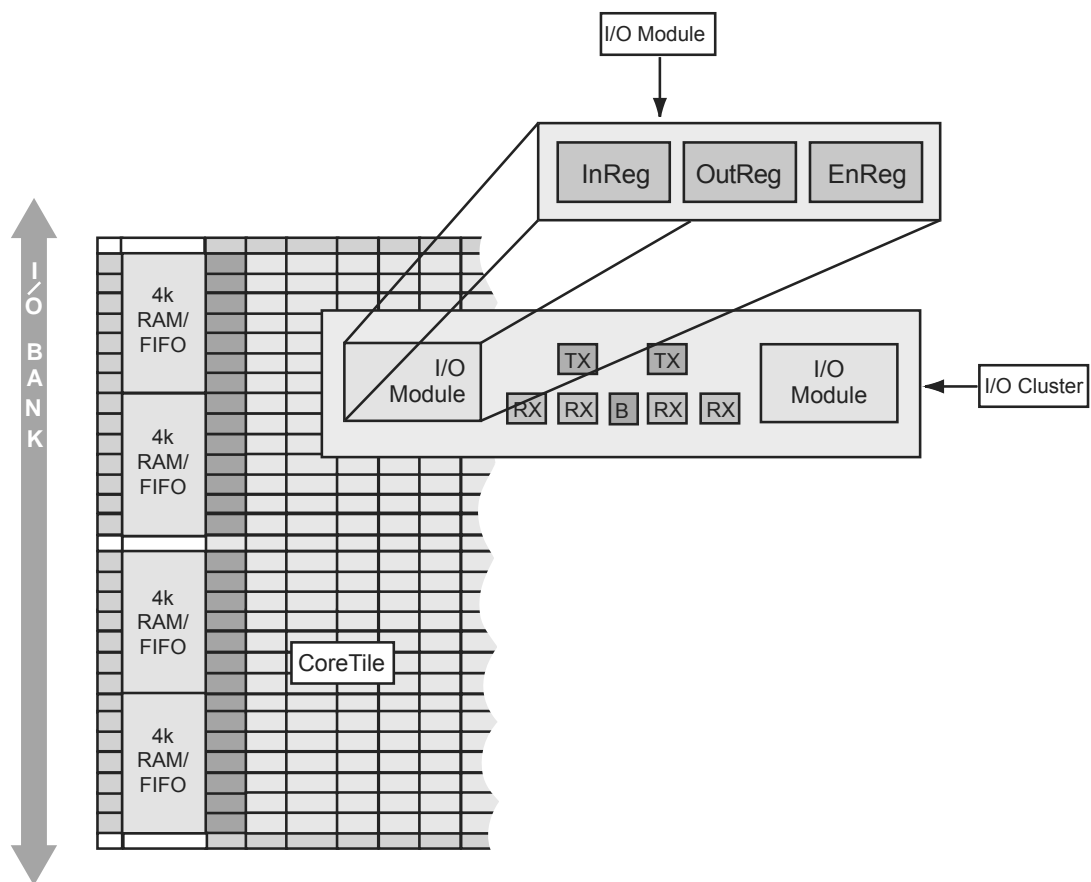 I/O Module
InReg
OutReg
EnReg
I/O BANK
4k
RAM/
FIFO
I/O
Module
TX
TX
RX
RX
B
RX
RX
I/O
Module
I/O Cluster
4k
RAM/
FIFO
4k
RAM/
FIFO
CoreTile
4k
RAM/
FIFO